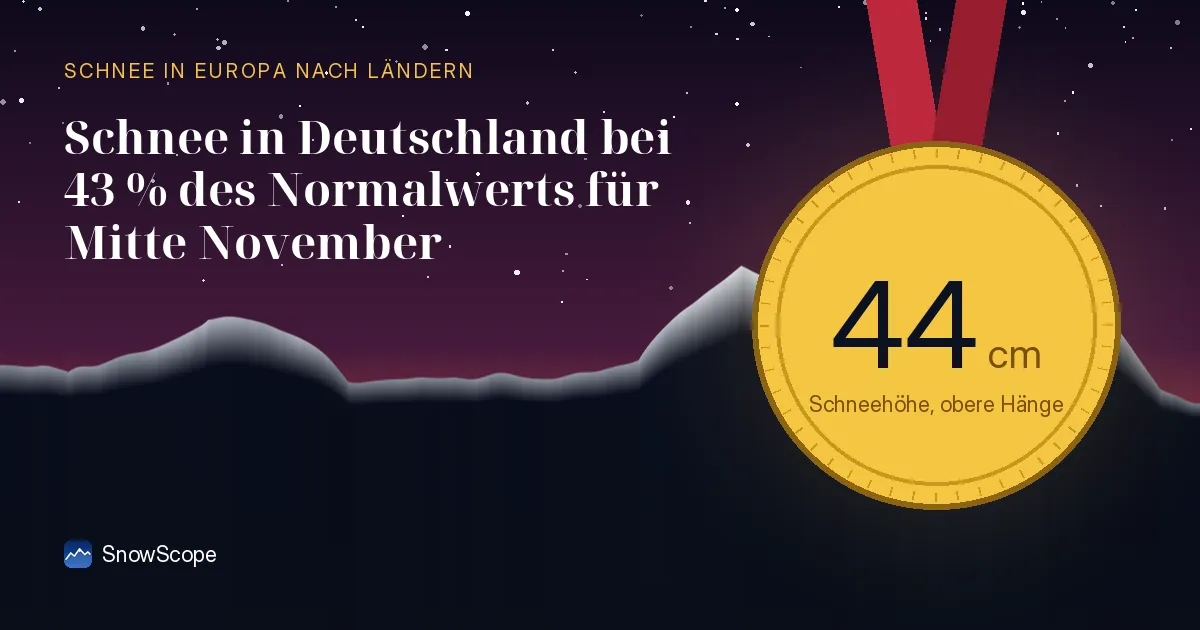 SCHNEE IN EUROPA NACH LÄNDERN
Schnee in Deutschland bei
43 % des Normalwerts für
Mitte November
44 cm
Schneehöhe, obere Hänge
SnowScope